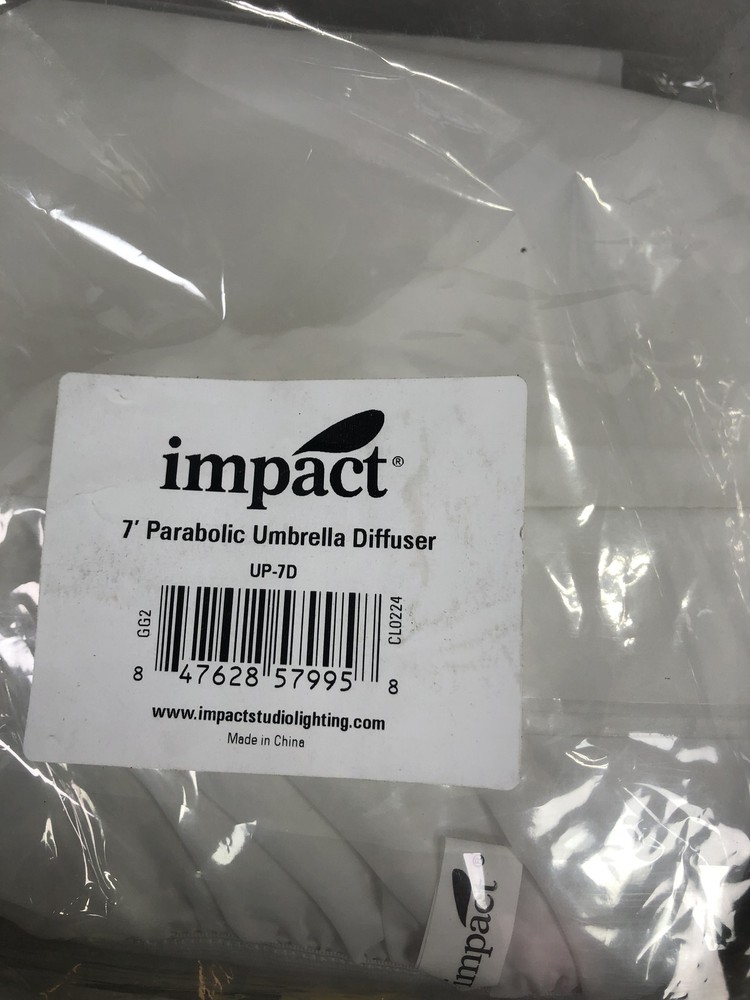 impact®
7' Parabolic Umbrella Diffuser
UP-7D
GG2
CL0224
8 47628 57995 8
www.impactstudiolighting.com
Made in China
impact®